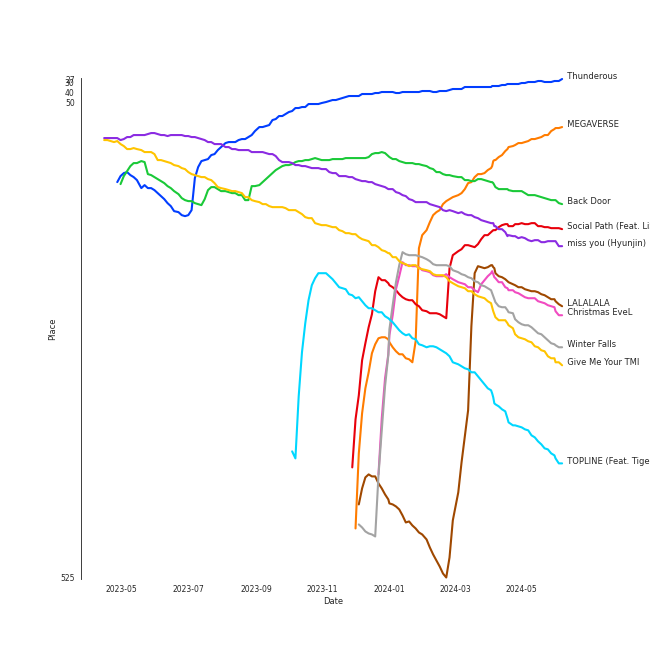 27
30
40
50
525
Place
Thunderous
MEGAVERSE
Back Door
Social Path (Feat. Li
miss you (Hyunjin)
LALALALA
Christmas EveL
Winter Falls
Give Me Your TMI
TOPLINE (Feat. Tige
2023-05
2023-07
2023-09
2023-11
2024-01
2024-03
2024-05
Date